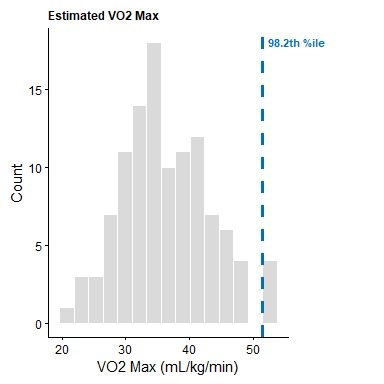 Estimated VO2 Max
98.2th %ile
15
10
5
0
Count
20 30 40 50
VO2 Max (mL/kg/min)